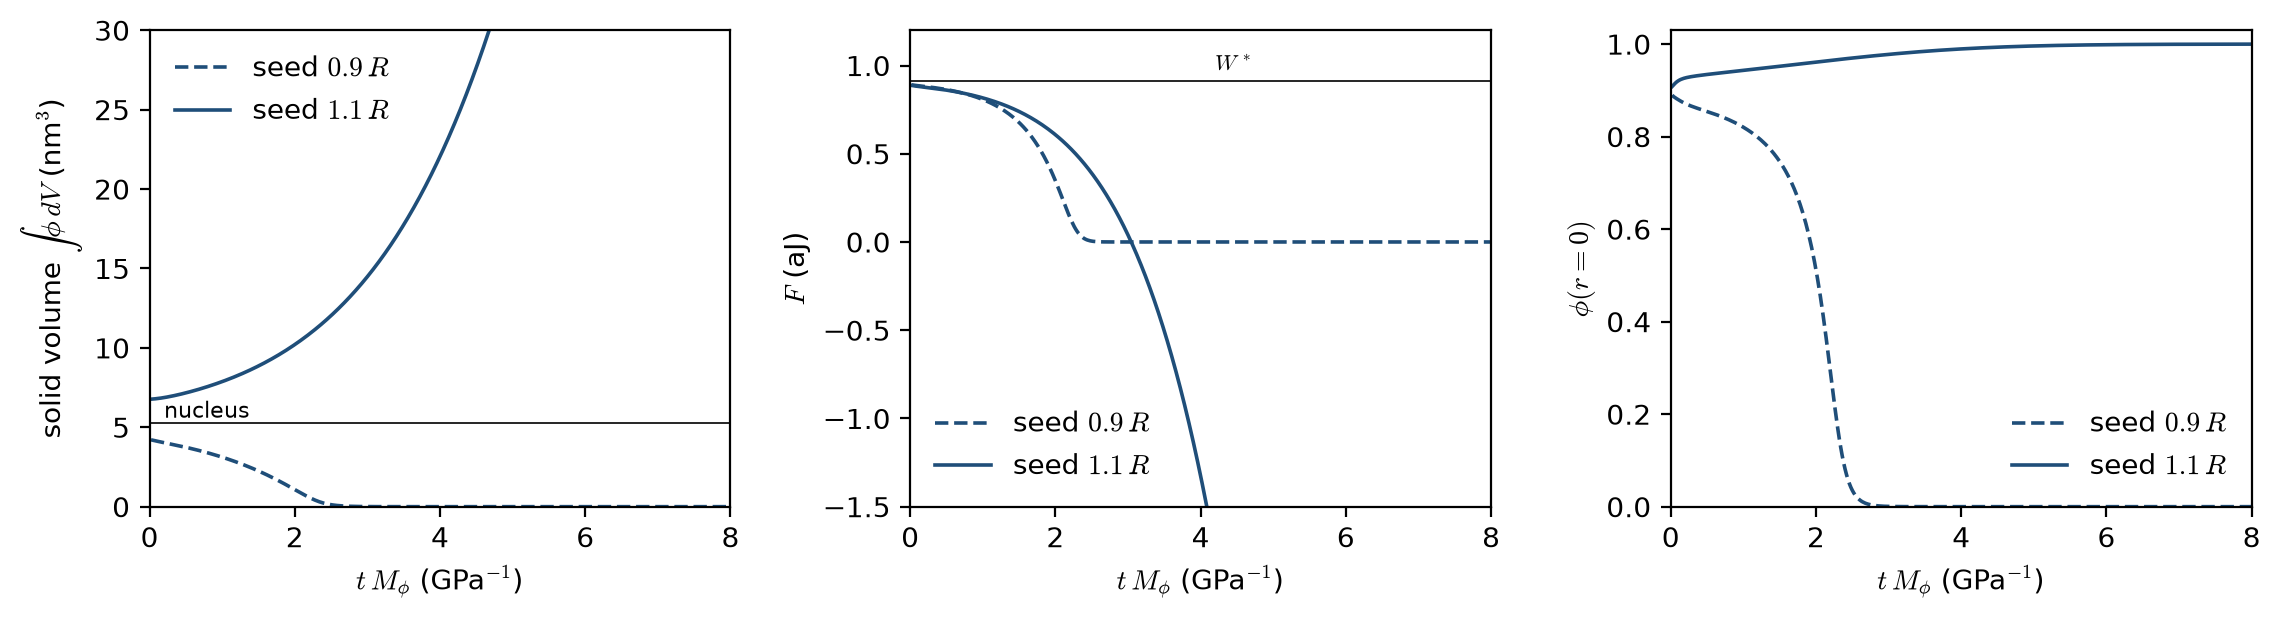 30
25
20
15
10
5
0
solid volume ∫ϕ dV (nm³)
seed 0.9 R
seed 1.1 R
nucleus
0 2 4 6 8
t M_ϕ (GPa⁻¹)
1.0
0.5
0.0
−0.5
−1.0
−1.5
F (aJ)
W*
seed 0.9 R
seed 1.1 R
0 2 4 6 8
t M_ϕ (GPa⁻¹)
1.0
0.8
0.6
0.4
0.2
0.0
ϕ(r = 0)
seed 0.9 R
seed 1.1 R
0 2 4 6 8
t M_ϕ (GPa⁻¹)